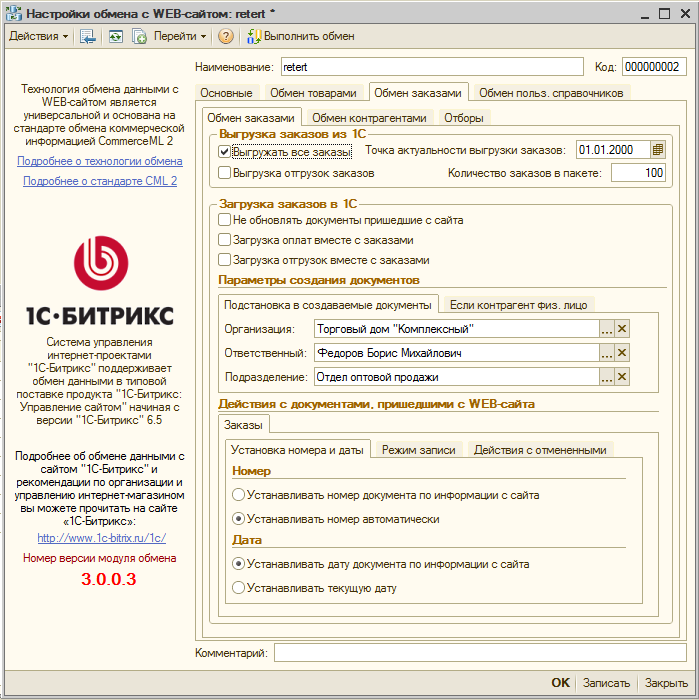 Настройки обмена с WEB-сайтом: retert *
Действия Перейти Выполнить обмен
Наименование: retert Код: 000000002
Основные Обмен товарами Обмен заказами Обмен польз. справочников
Обмен заказами Обмен контрагентами Отборы
Выгрузка заказов из 1С
Выгружать все заказы Точка актуальности выгрузки заказов: 01.01.2000
Выгрузка отгрузок заказов Количество заказов в пакете: 100
Загрузка заказов в 1С
Не обновлять документы пришедшие с сайта
Загрузка оплат вместе с заказами
Загрузка отгрузок вместе с заказами
Параметры создания документов
Подстановка в создаваемые документы Если контрагент физ. лицо
Организация: Торговый дом "Комплексный" ...
Ответственный: Федоров Борис Михайлович ...
Подразделение: Отдел оптовой продажи ...
Действия с документами, пришедшими с WEB-сайта
Заказы
Установка номера и даты Режим записи Действия с отмененными
Номер
Устанавливать номер документа по информации с сайта
Устанавливать номер автоматически
Дата
Устанавливать дату документа по информации с сайта
Устанавливать текущую дату
Технология обмена данными с
WEB-сайтом является
универсальной и основана на
стандарте обмена коммерческой
информацией CommerceML 2
Подробнее о технологии обмена
Подробнее о стандарте CML 2
1С·БИТРИКС
Система управления
интернет-проектами
"1С-Битрикс" поддерживает
обмен данными в типовой
поставке продукта "1С-Битрикс:
Управление сайтом" начиная с
версии "1С-Битрикс" 6.5
Подробнее об обмене данными с
сайтом "1С-Битрикс" и
рекомендации по организации и
управлению интернет-магазином
вы можете прочитать на сайте
«1С-Битрикс»:
http://www.1c-bitrix.ru/1c/
Номер версии модуля обмена
3.0.0.3
Комментарий:
OK Записать Закрыть